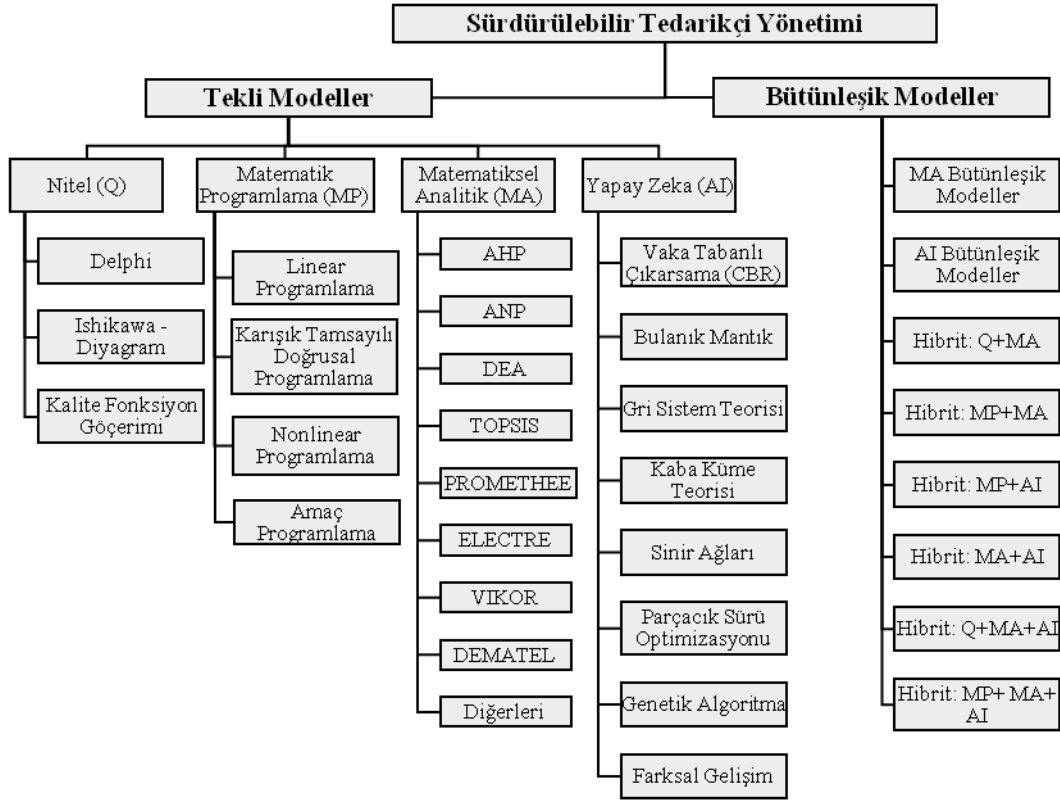 Sürdürülebilir Tedarikçi Yönetimi
Tekli Modeller
Bütünleşik Modeller
Nitel (Q)
Matematik
Programlama (MP)
Matematiksel
Analitik (MA)
Yapay Zeka (AI)
Delphi
Ishikawa -
Diyagram
Kalite Fonksiyon
Göçerimi
Linear
Programlama
Karışık Tamsayılı
Doğrusal
Programlama
Nonlinear
Programlama
Amaç
Programlama
AHP
ANP
DEA
TOPSIS
PROMETHEE
ELECTRE
VIKOR
DEMATEL
Diğerleri
Vaka Tabanlı
Çıkarsama (CBR)
Bulanık Mantık
Gri Sistem Teorisi
Kaba Küme
Teorisi
Sinir Ağları
Parçacık Sürü
Optimizasyonu
Genetik Algoritma
Farksal Gelişim
MA Bütünleşik
Modeller
AI Bütünleşik
Modeller
Hibrit: Q+MA
Hibrit: MP+MA
Hibrit: MP+AI
Hibrit: MA+AI
Hibrit: Q+MA+AI
Hibrit: MP+ MA+
AI